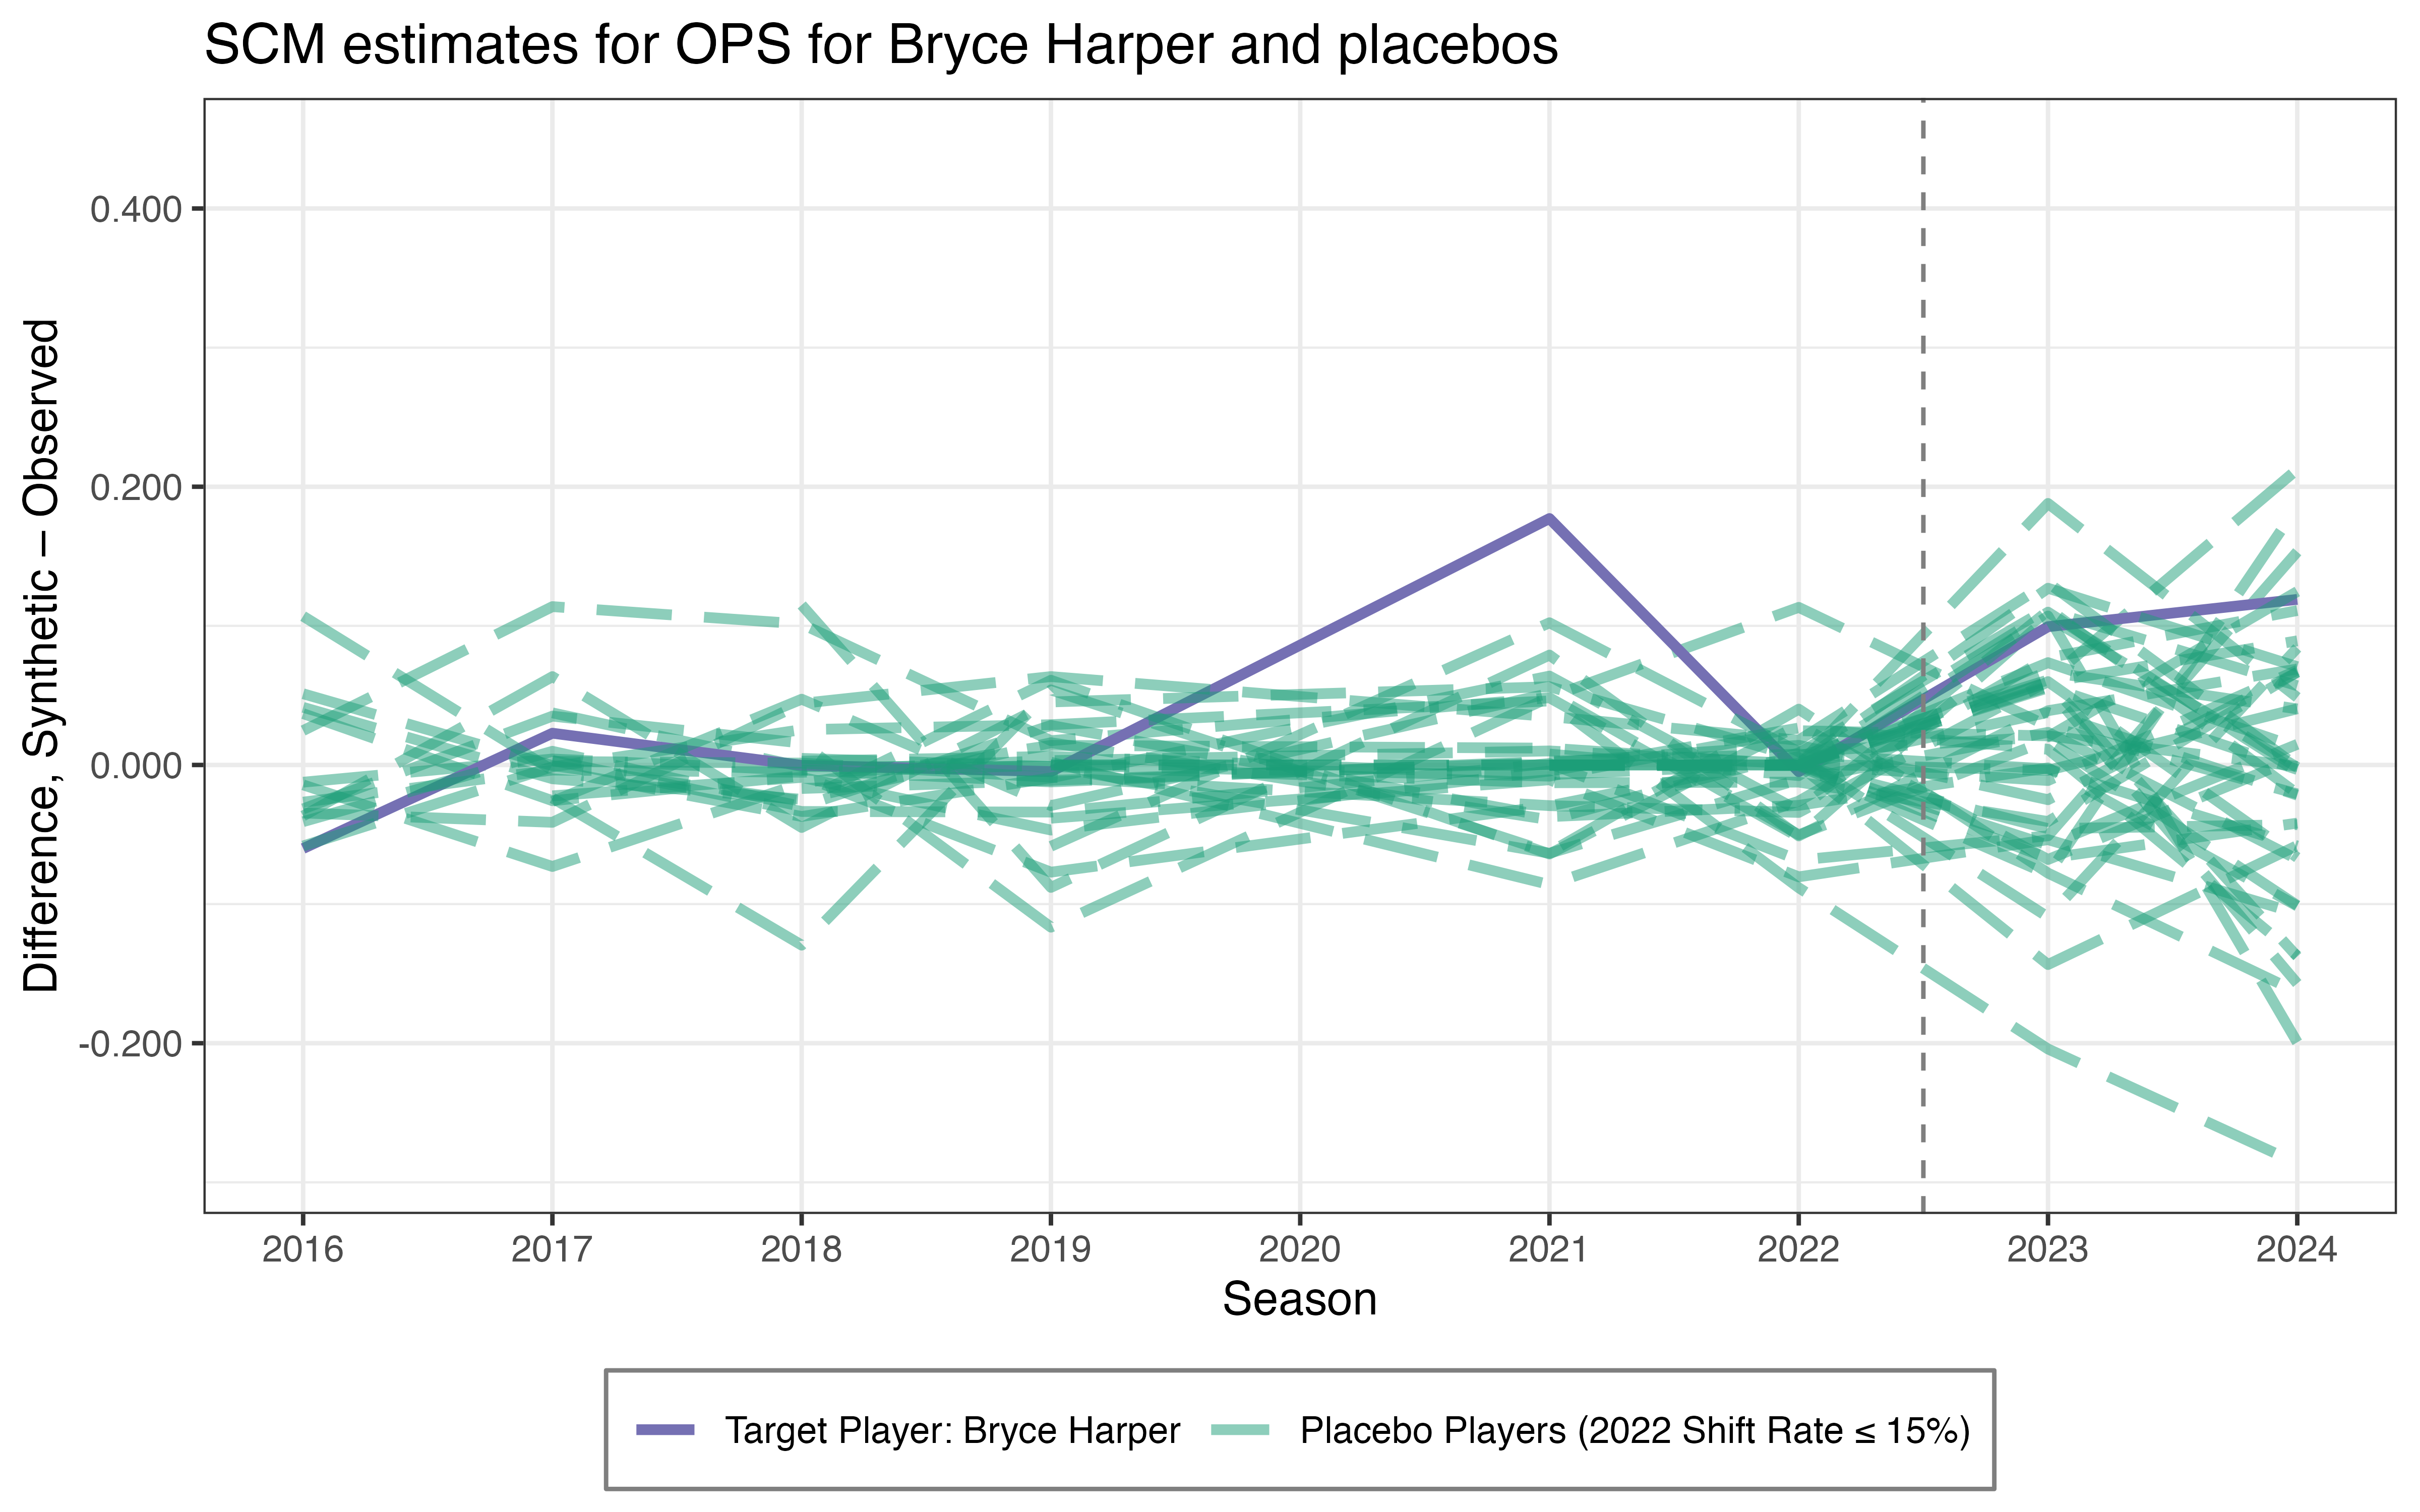 SCM estimates for OPS for Bryce Harper and placebos
Difference, Synthetic – Observed
0.400
0.200
0.000
-0.200
2016 2017 2018 2019 2020 2021 2022 2023 2024
Season
Target Player: Bryce Harper Placebo Players (2022 Shift Rate ≤ 15%)